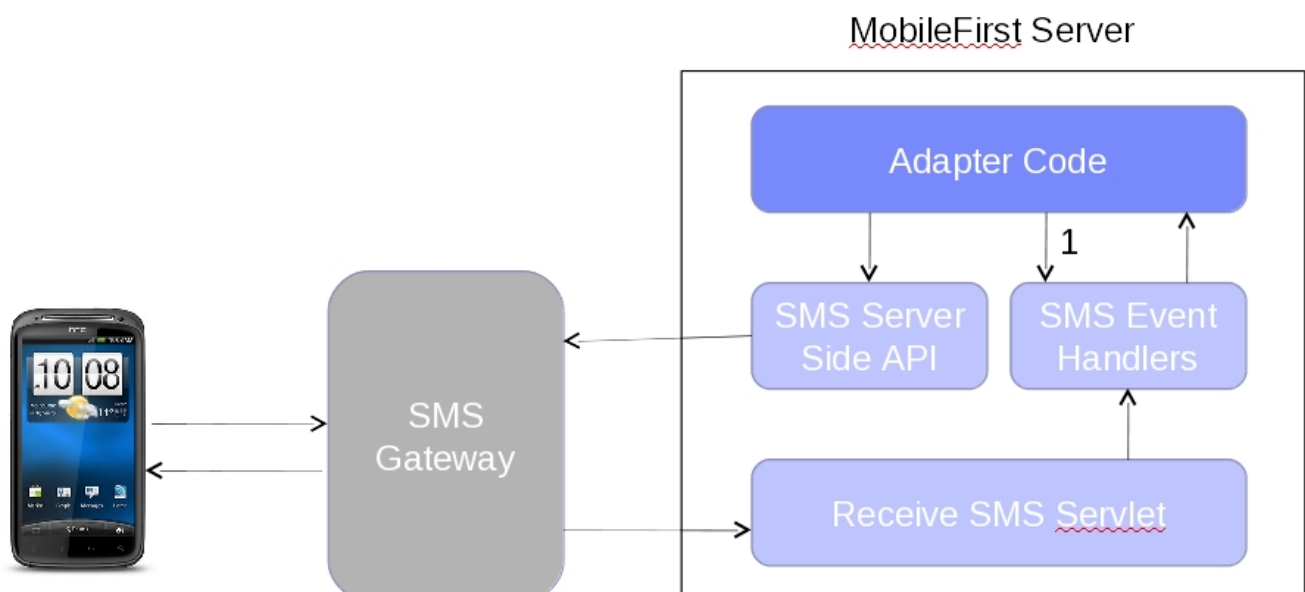 MobileFirst Server
Adapter Code
1
SMS Server
Side API
SMS Event
Handlers
hTC
10 08
SMS
Gateway
Receive SMS Servlet